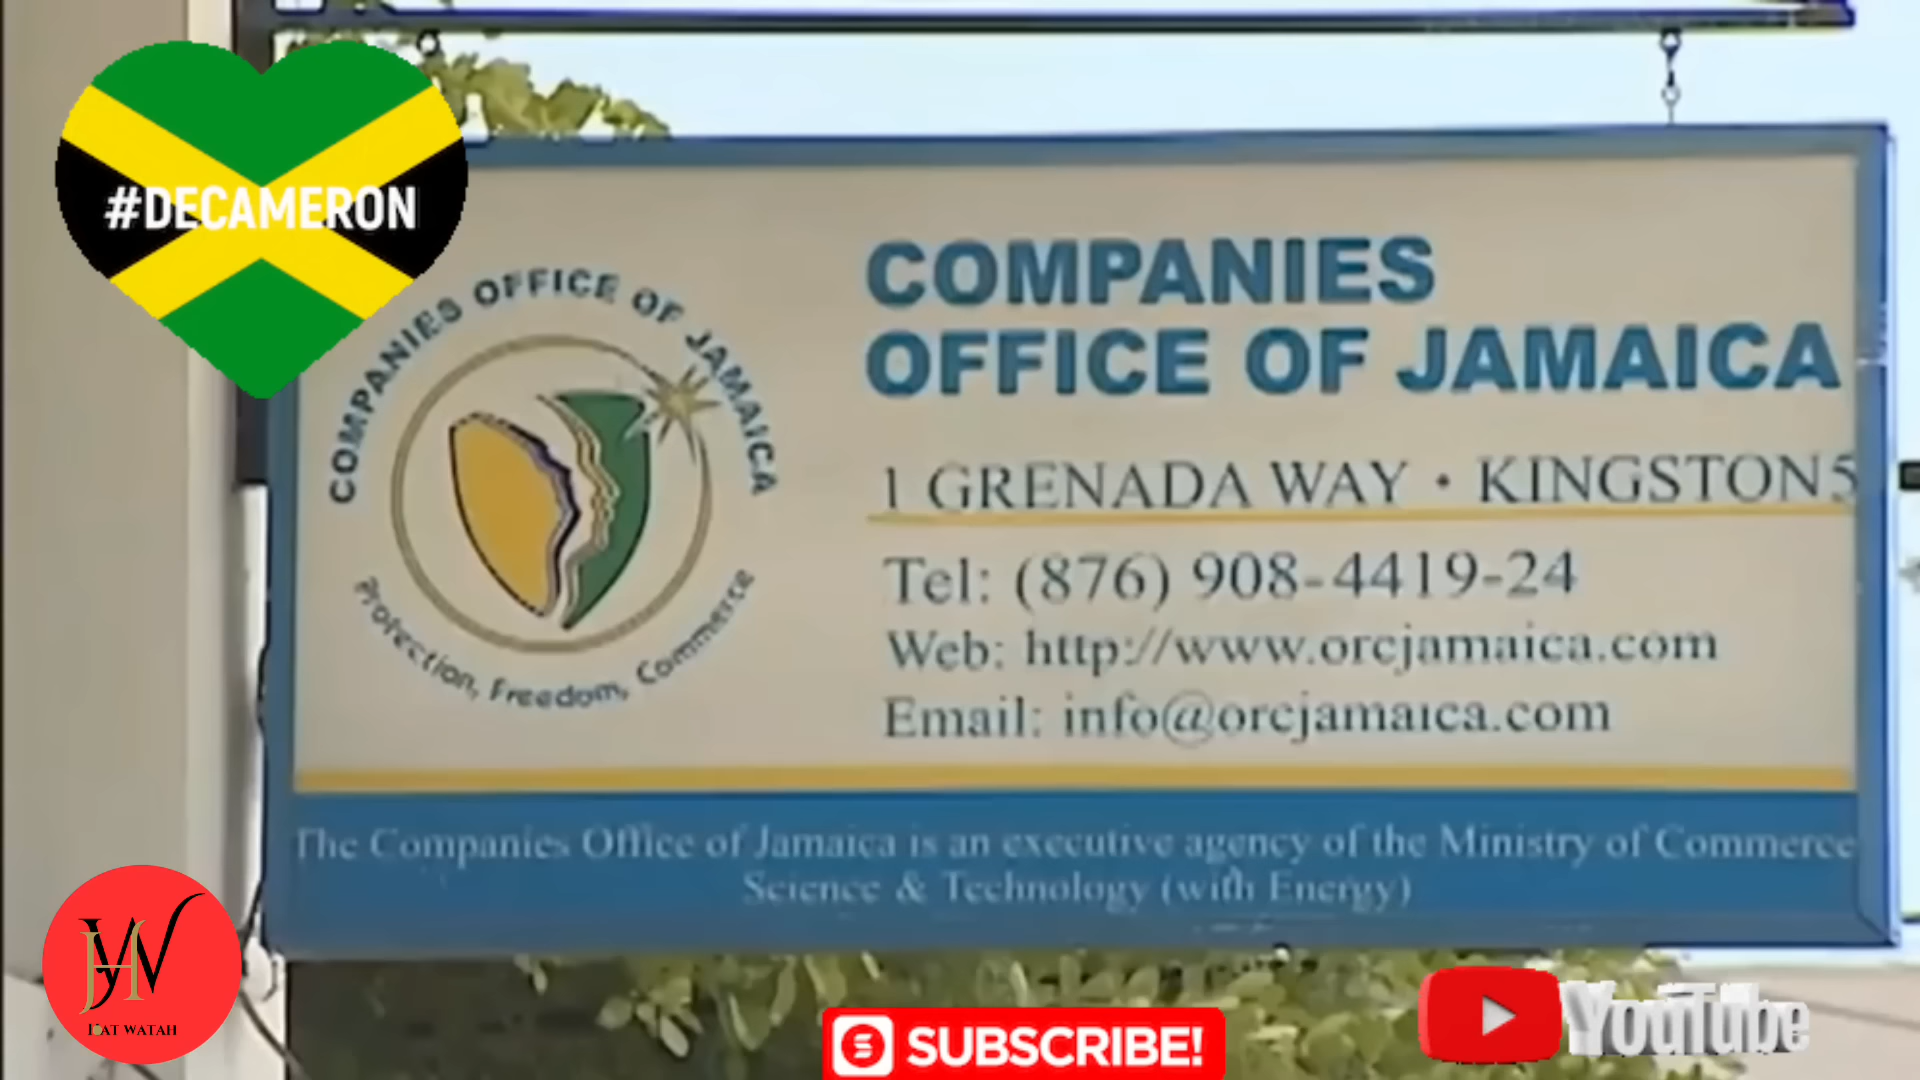 #DECAMERON
COMPANIES OFFICE OF JAMAICA
Protection, Freedom, Commerce
COMPANIES
OFFICE OF JAMAICA
1 GRENADA WAY • KINGSTON 5
Tel: (876) 908-4419-24
Web: http://www.orcjamaica.com
Email: info@orcjamaica.com
The Companies Office of Jamaica is an executive agency of the Ministry of Commerce
Science & Technology (with Energy)
JHW
HAT WATAH
SUBSCRIBE!
YouTube